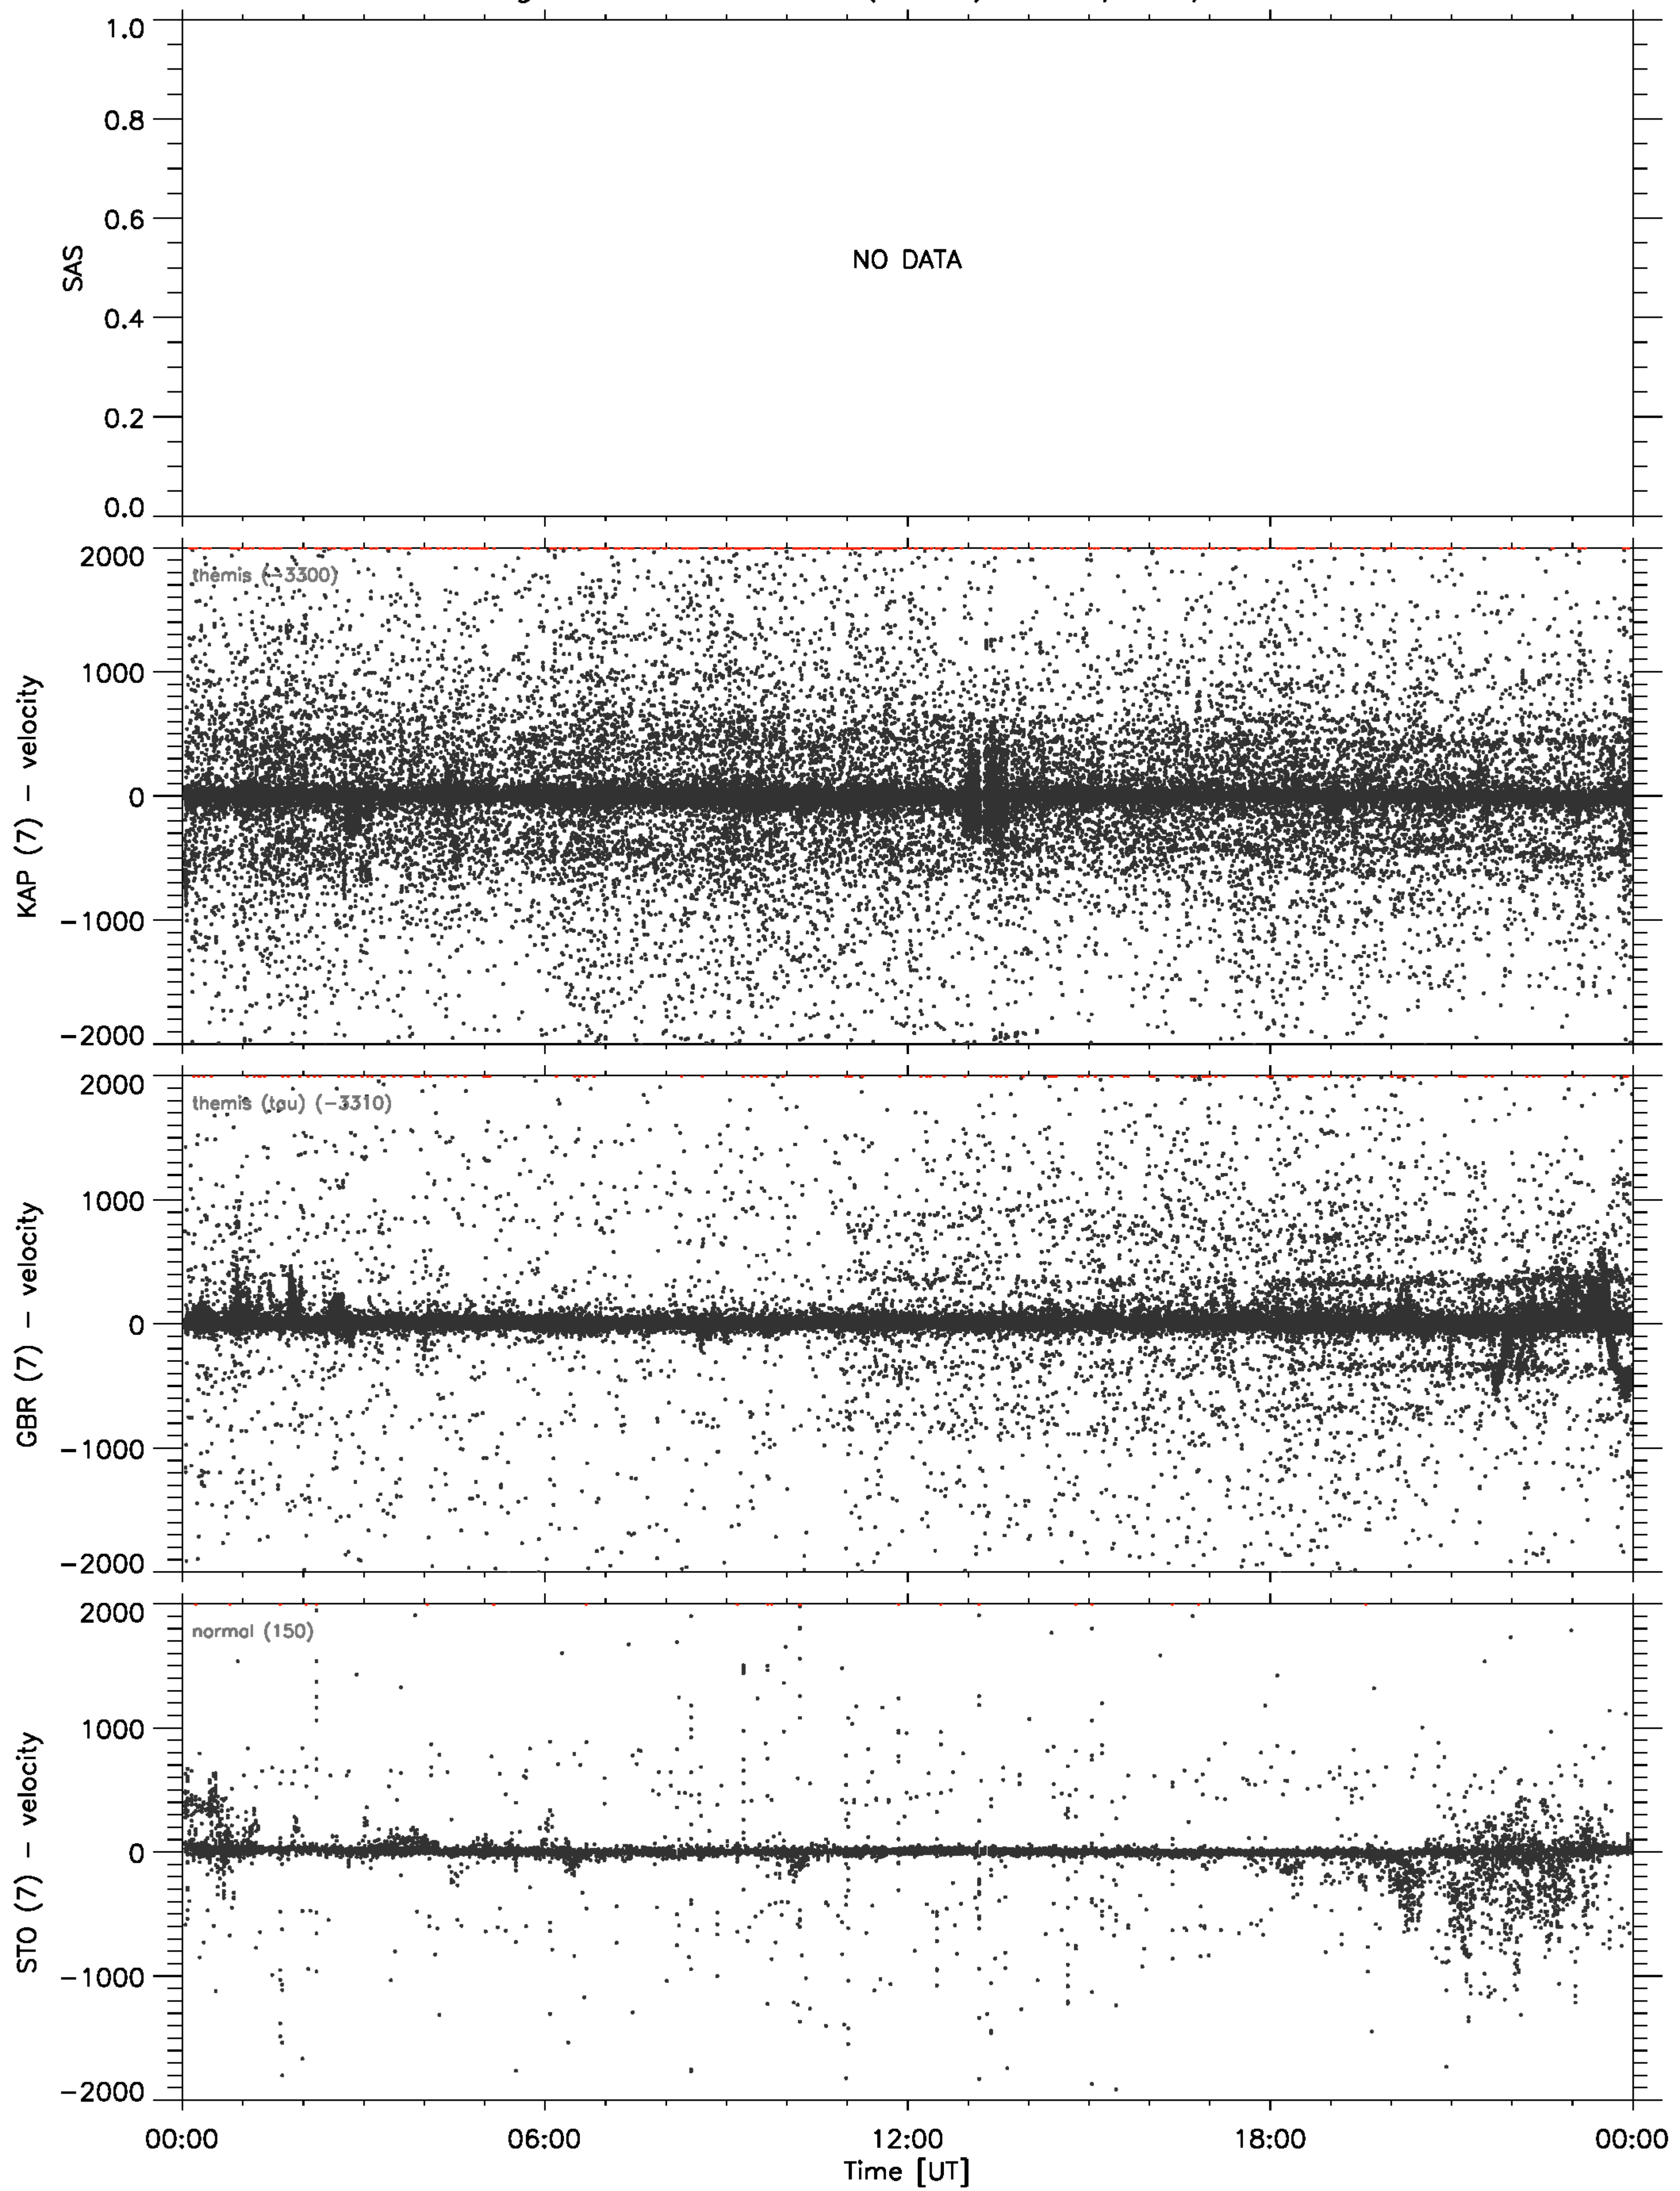 1.0
0.8
0.6
0.4
0.2
0.0
SAS
NO DATA
2000
1000
0
−1000
−2000
KAP (7) − velocity
themis (−3300)
2000
1000
0
−1000
−2000
GBR (7) − velocity
themis (tau) (−3310)
2000
1000
0
−1000
−2000
STO (7) − velocity
normal (150)
00:00 06:00 12:00 18:00 00:00
Time [UT]